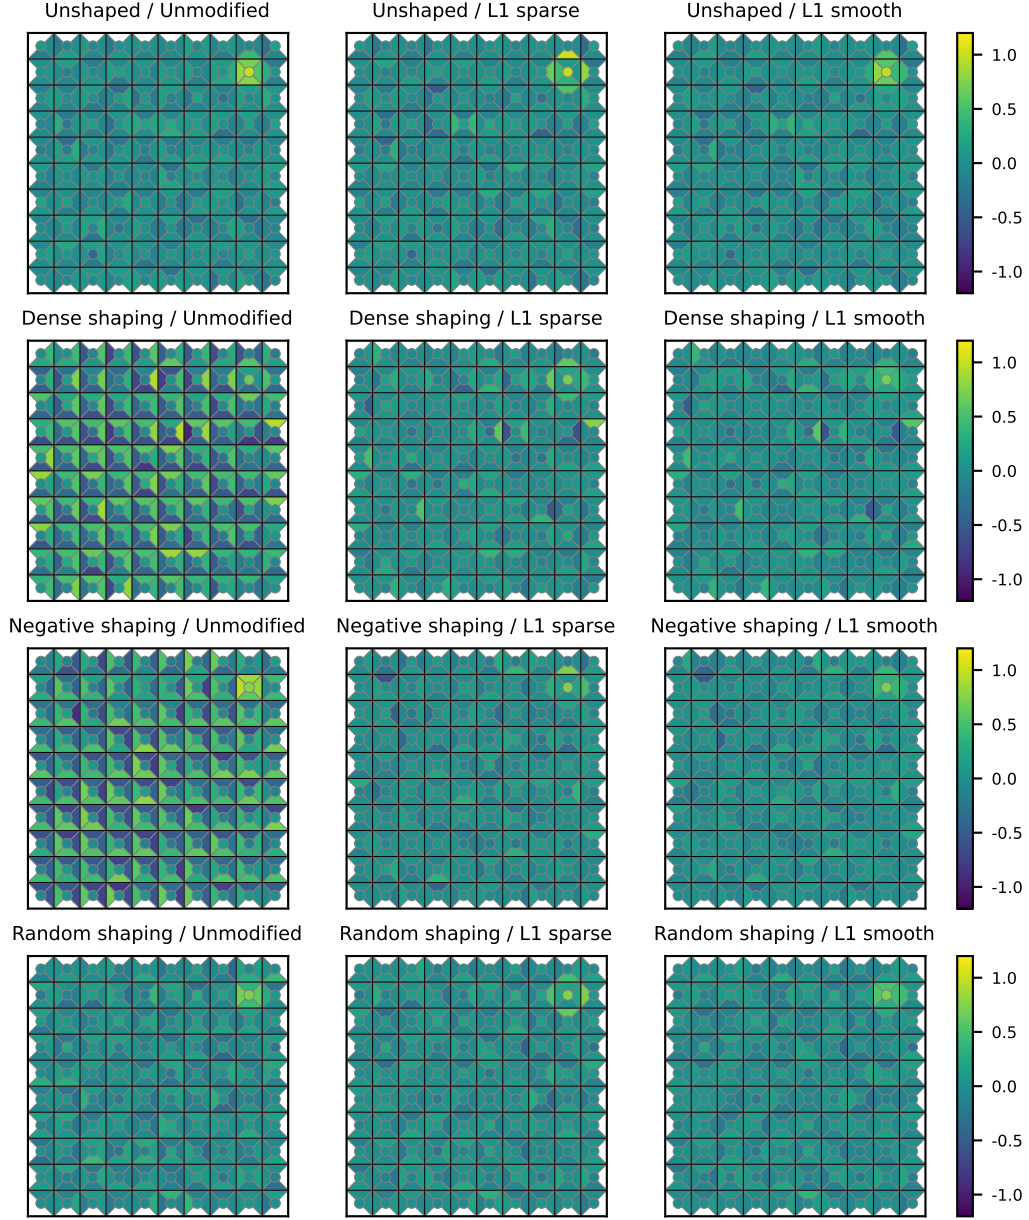 Unshaped / Unmodified
Unshaped / L1 sparse
Unshaped / L1 smooth
1.0
0.5
0.0
-0.5
-1.0
Dense shaping / Unmodified
Dense shaping / L1 sparse
Dense shaping / L1 smooth
1.0
0.5
0.0
-0.5
-1.0
Negative shaping / Unmodified
Negative shaping / L1 sparse
Negative shaping / L1 smooth
1.0
0.5
0.0
-0.5
-1.0
Random shaping / Unmodified
Random shaping / L1 sparse
Random shaping / L1 smooth
1.0
0.5
0.0
-0.5
-1.0